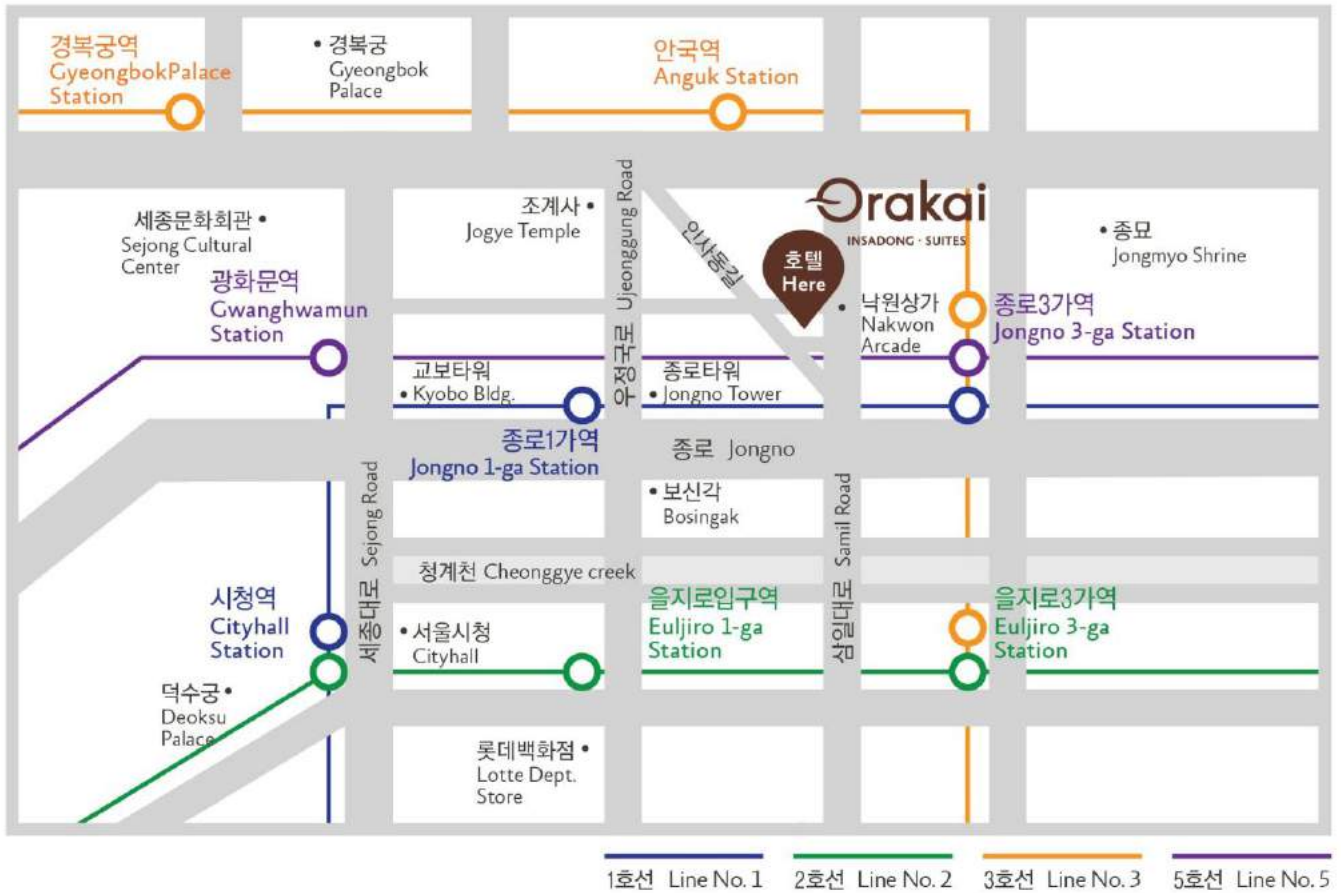 경복궁역
GyeongbokPalace
Station
• 경복궁
Gyeongbok
Palace
안국역
Anguk Station
세종문화회관 •
Sejong Cultural
Center
조계사 •
Jogye Temple
우정국로 Ujeonggung Road
인사동길
Orakai
INSADONG · SUITES
호텔
Here
• 종묘
Jongmyo Shrine
광화문역
Gwanghwamun
Station
• 낙원상가
Nakwon
Arcade
종로3가역
Jongno 3-ga Station
교보타워
• Kyobo Bldg.
종로타워
• Jongno Tower
종로1가역
Jongno 1-ga Station
종로 Jongno
• 보신각
Bosingak
세종대로 Sejong Road
삼일대로 Samil Road
청계천 Cheonggye creek
시청역
Cityhall
Station
• 서울시청
Cityhall
을지로입구역
Euljiro 1-ga
Station
을지로3가역
Euljiro 3-ga
Station
덕수궁 •
Deoksu
Palace
롯데백화점 •
Lotte Dept.
Store
1호선 Line No. 1
2호선 Line No. 2
3호선 Line No. 3
5호선 Line No. 5